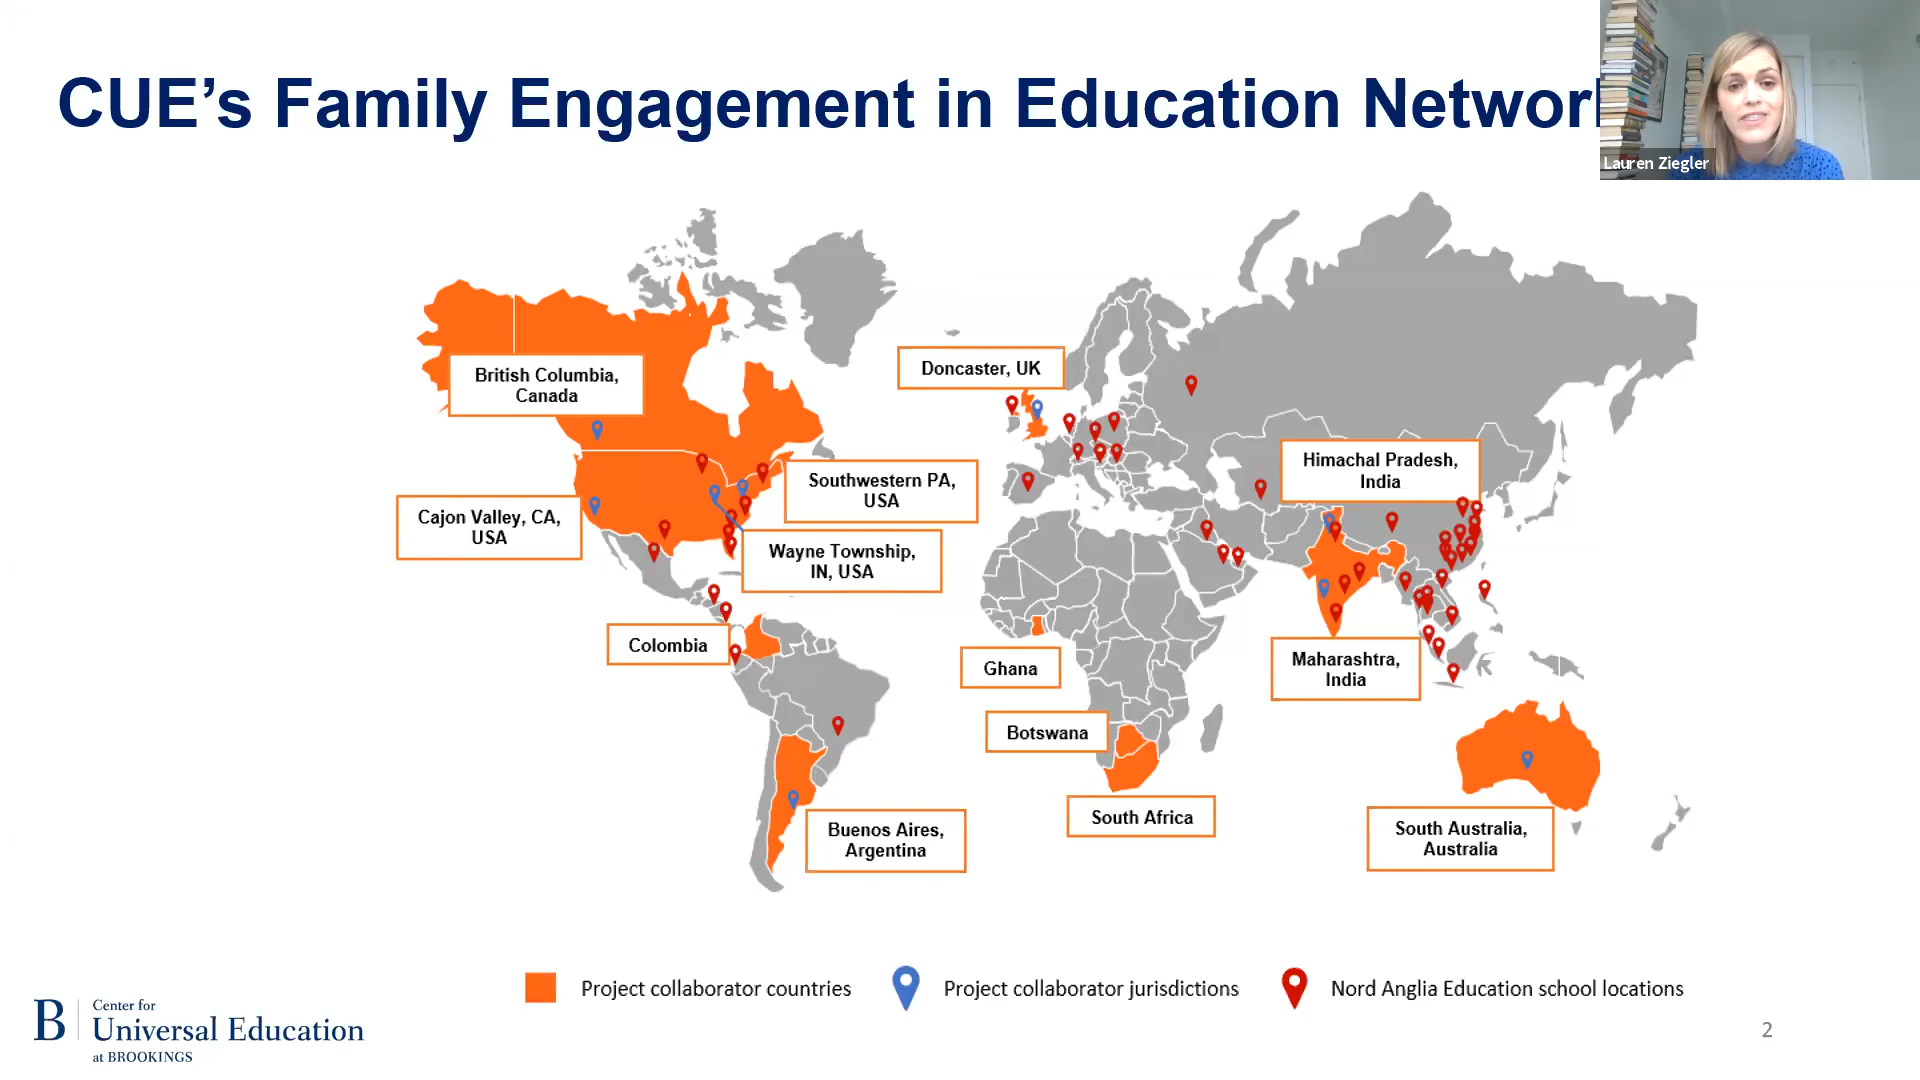 CUE's Family Engagement in Education Networ
Lauren Ziegler
British Columbia,
Canada
Doncaster, UK
Himachal Pradesh,
India
Southwestern PA,
USA
Cajon Valley, CA,
USA
Wayne Township,
IN, USA
Colombia
Ghana
Maharashtra,
India
Botswana
South Africa
Buenos Aires,
Argentina
South Australia,
Australia
Project collaborator countries
Project collaborator jurisdictions
Nord Anglia Education school locations
B
Center for
Universal Education
at BROOKINGS
2